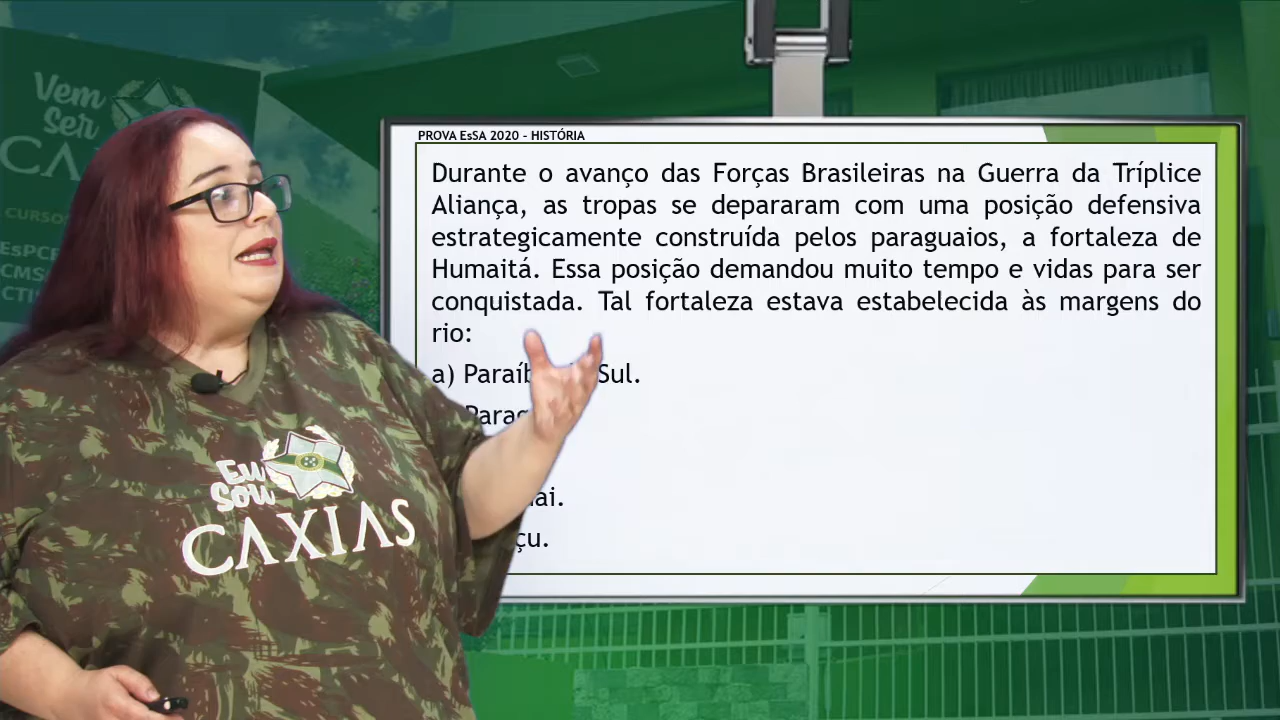 Vem
Ser
CURSO
EsPCE
CMS
CTI
PROVA EsSA 2020 - HISTÓRIA
Durante o avanço das Forças Brasileiras na Guerra da Tríplice
Aliança, as tropas se depararam com uma posição defensiva
estrategicamente construída pelos paraguaios, a fortaleza de
Humaitá. Essa posição demandou muito tempo e vidas para ser
conquistada. Tal fortaleza estava estabelecida às margens do
rio:
a) Paraíb Sul.
Parag
ai.
çu.
Eu
Sou
CAXIAS